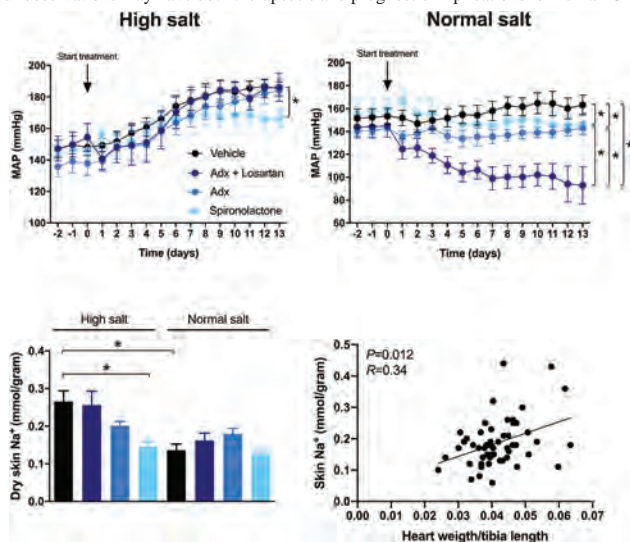 High salt
Normal salt
Start treatment
Start treatment
MAP (mmHg)
200
180
160
140
120
100
-2 -1 0 1 2 3 4 5 6 7 8 9 10 11 12 13
Time (days)
*
Vehicle
Adx + Losartan
Adx
Spironolactone
MAP (mmHg)
200
180
160
140
120
100
80
60
-2 -1 0 1 2 3 4 5 6 7 8 9 10 11 12 13
Time (days)
* * *
* *
High salt
Normal salt
*
*
Dry skin Na⁺ (mmol/gram)
0.4
0.3
0.2
0.1
0.0
P=0.012
R=0.34
Skin Na⁺ (mmol/gram)
0.5
0.4
0.3
0.2
0.1
0.0
0.00 0.01 0.02 0.03 0.04 0.05 0.06 0.07
Heart weigth/tibia length